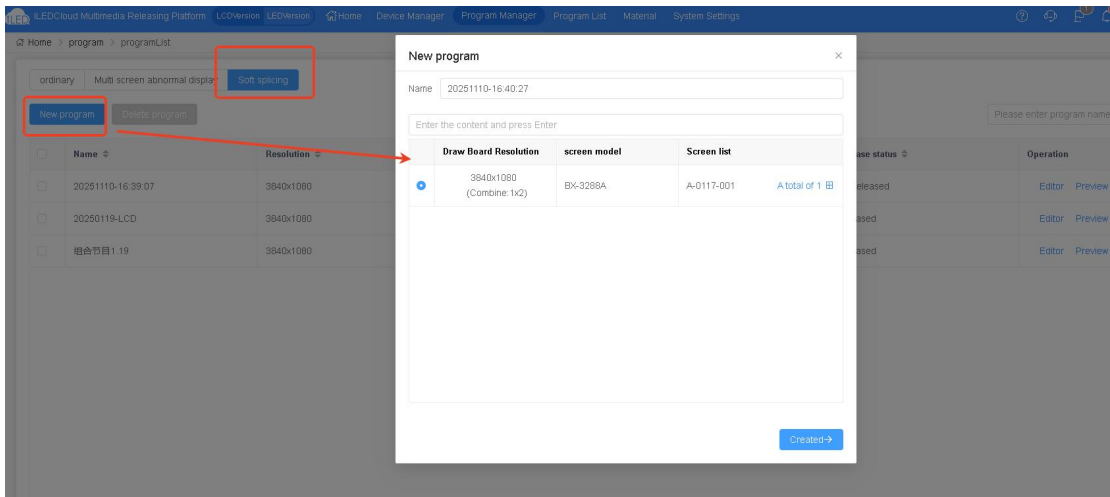 iLEDCloud Multimedia Releasing Platform LCDVersion LEDVersion Home Device Manager Program Manager Program List Material System Settings
Home > program > programList
ordinary Multi screen abnormal display Soft splicing
New program Delete program Please enter program name
Name Resolution ase status Operation
20251110-16:39:07 3840x1080 eleased Editor Preview
20250119-LCD 3840x1080 ased Editor Preview
组合节目1.19 3840x1080 ased Editor Preview
New program
Name 20251110-16:40:27
Enter the content and press Enter
Draw Board Resolution screen model Screen list
3840x1080
(Combine: 1x2) BX-3288A A-0117-001 A total of 1
Created→